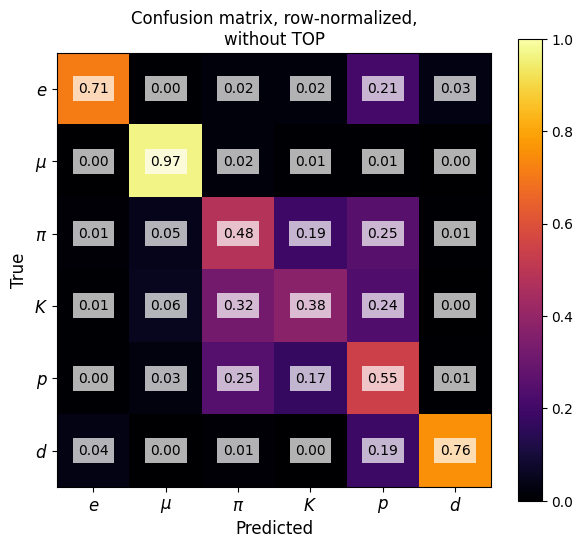 Confusion matrix, row-normalized,
without TOP
True
e 0.71 0.00 0.02 0.02 0.21 0.03
μ 0.00 0.97 0.02 0.01 0.01 0.00
π 0.01 0.05 0.48 0.19 0.25 0.01
K 0.01 0.06 0.32 0.38 0.24 0.00
p 0.00 0.03 0.25 0.17 0.55 0.01
d 0.04 0.00 0.01 0.00 0.19 0.76
e μ π K p d
Predicted
1.0
0.8
0.6
0.4
0.2
0.0